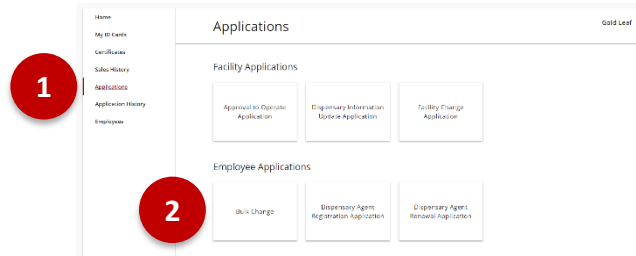 Home
My ID Cards
Certificates
Sales History
Applications
Application History
Employees
1
Applications
Gold Leaf
Facility Applications
Approval to Operate
Application
Dispensary Information
Update Application
Facility Change
Application
Employee Applications
2
Bulk Change
Dispensary Agent
Registration Application
Dispensary Agent
Renewal Application